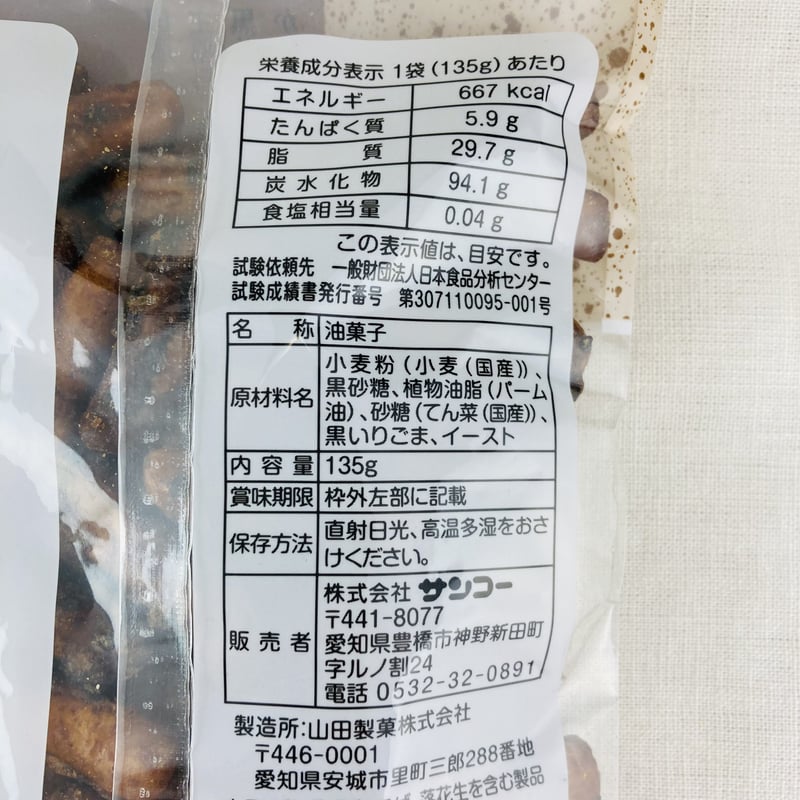 栄養成分表示 1袋(135g)あたり
エネルギー 667 kcal
たんぱく質 5.9 g
脂質 29.7 g
炭水化物 94.1 g
食塩相当量 0.04 g
この表示値は、目安です。
試験依頼先 一般財団法人日本食品分析センター
試験成績書発行番号 第307110095-001号
名称 油菓子
原材料名 小麦粉(小麦(国産))、
黒砂糖、植物油脂(パーム
油)、砂糖(てん菜(国産))、
黒いりごま、イースト
内容量 135g
賞味期限 枠外左部に記載
保存方法 直射日光、高温多湿をおさ
けください。
販売者 株式会社 サンコー
〒441-8077
愛知県豊橋市神野新田町
字ルノ割24
電話 0532-32-0891
製造所:山田製菓株式会社
〒446-0001
愛知県安城市里町三郎288番地
落花生を含む製品